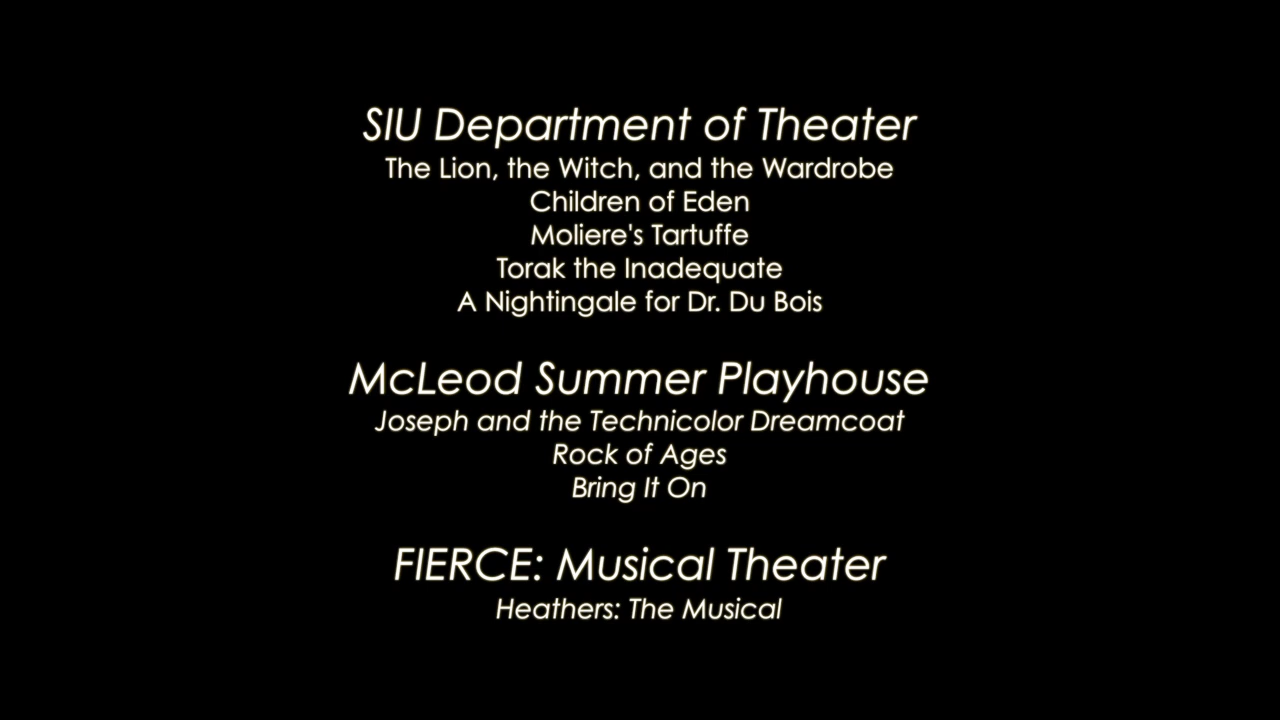 SIU Department of Theater
The Lion, the Witch, and the Wardrobe
Children of Eden
Moliere's Tartuffe
Torak the Inadequate
A Nightingale for Dr. Du Bois
McLeod Summer Playhouse
Joseph and the Technicolor Dreamcoat
Rock of Ages
Bring It On
FIERCE: Musical Theater
Heathers: The Musical